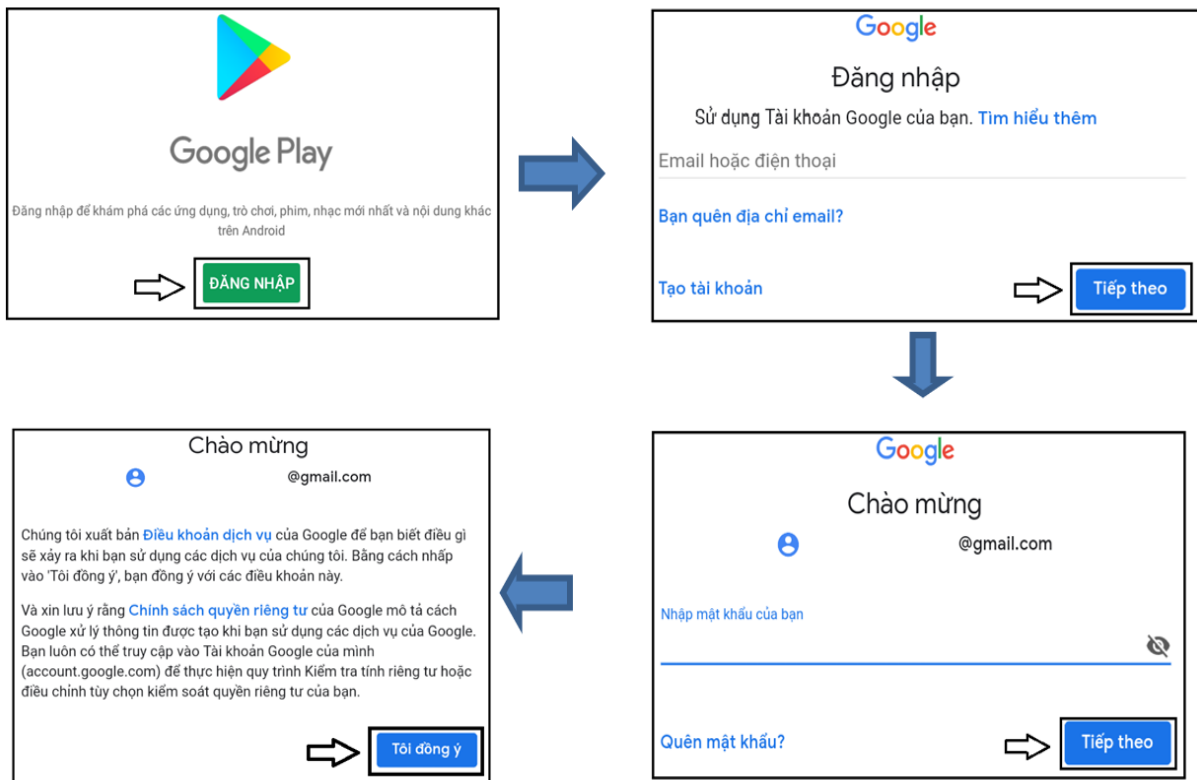 Google Play
Đăng nhập để khám phá các ứng dụng, trò chơi, phim, nhạc mới nhất và nội dung khác
trên Android
ĐĂNG NHẬP
Google
Đăng nhập
Sử dụng Tài khoản Google của bạn. Tìm hiểu thêm
Email hoặc điện thoại
Bạn quên địa chỉ email?
Tạo tài khoản
Tiếp theo
Google
Chào mừng
@gmail.com
Nhập mật khẩu của bạn
Quên mật khẩu?
Tiếp theo
Chào mừng
@gmail.com
Chúng tôi xuất bản Điều khoản dịch vụ của Google để bạn biết điều gì
sẽ xảy ra khi bạn sử dụng các dịch vụ của chúng tôi. Bằng cách nhấp
vào 'Tôi đồng ý', bạn đồng ý với các điều khoản này.
Và xin lưu ý rằng Chính sách quyền riêng tư của Google mô tả cách
Google xử lý thông tin được tạo khi bạn sử dụng các dịch vụ của Google.
Bạn luôn có thể truy cập vào Tài khoản Google của mình
(account.google.com) để thực hiện quy trình Kiểm tra tính riêng tư hoặc
điều chỉnh tùy chọn kiểm soát quyền riêng tư của bạn.
Tôi đồng ý